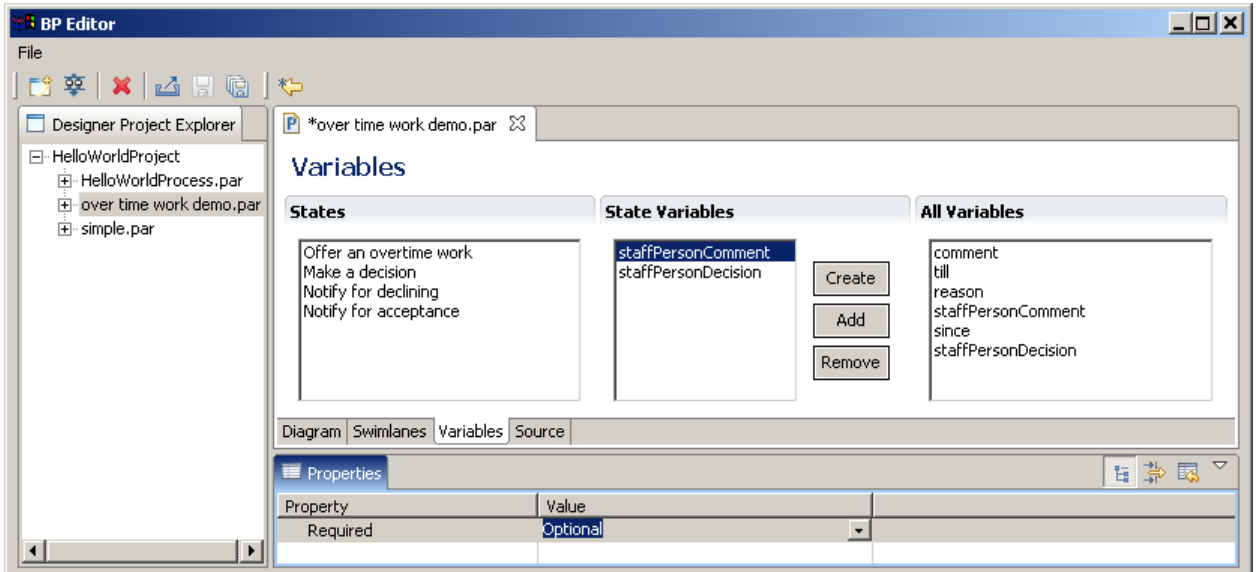 BP Editor
File
Designer Project Explorer
HelloWorldProject
HelloWorldProcess.par
over time work demo.par
simple.par
P *over time work demo.par
Variables
States
Offer an overtime work
Make a decision
Notify for declining
Notify for acceptance
State Variables
staffPersonComment
staffPersonDecision
Create
Add
Remove
All Variables
comment
till
reason
staffPersonComment
since
staffPersonDecision
Diagram Swimlanes Variables Source
Properties
Property Value
Required Optional